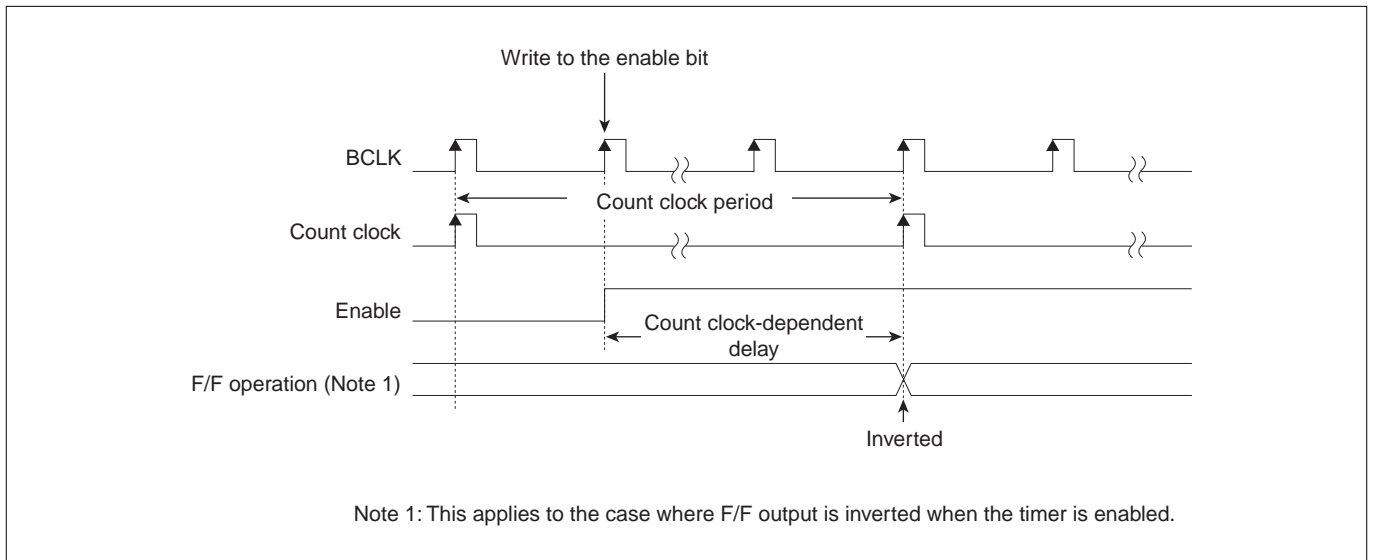 Write to the enable bit
BCLK
Count clock period
Count clock
Enable
Count clock-dependent
delay
F/F operation (Note 1)
Inverted
Note 1: This applies to the case where F/F output is inverted when the timer is enabled.